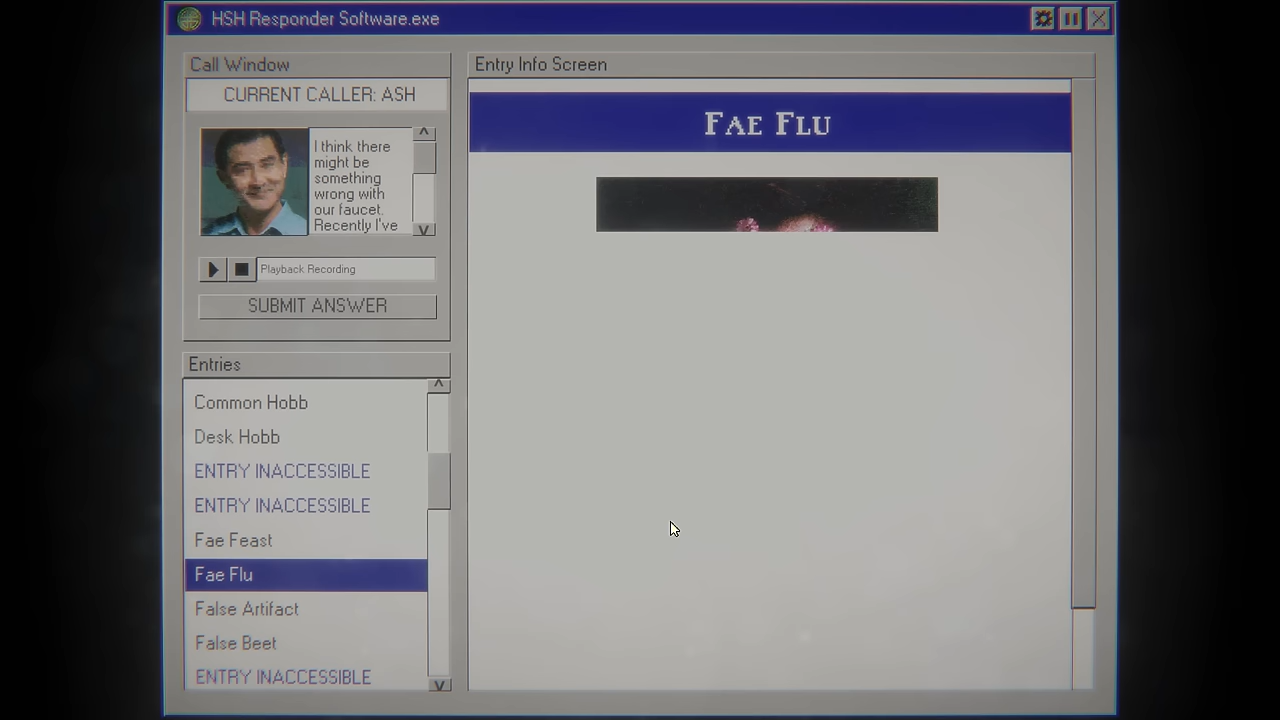 HSH Responder Software.exe
Call Window
CURRENT CALLER: ASH
I think there
might be
something
wrong with
our faucet.
Recently I've
Playback Recording
SUBMIT ANSWER
Entries
Common Hobb
Desk Hobb
ENTRY INACCESSIBLE
ENTRY INACCESSIBLE
Fae Feast
Fae Flu
False Artifact
False Beet
ENTRY INACCESSIBLE
Entry Info Screen
Fae Flu